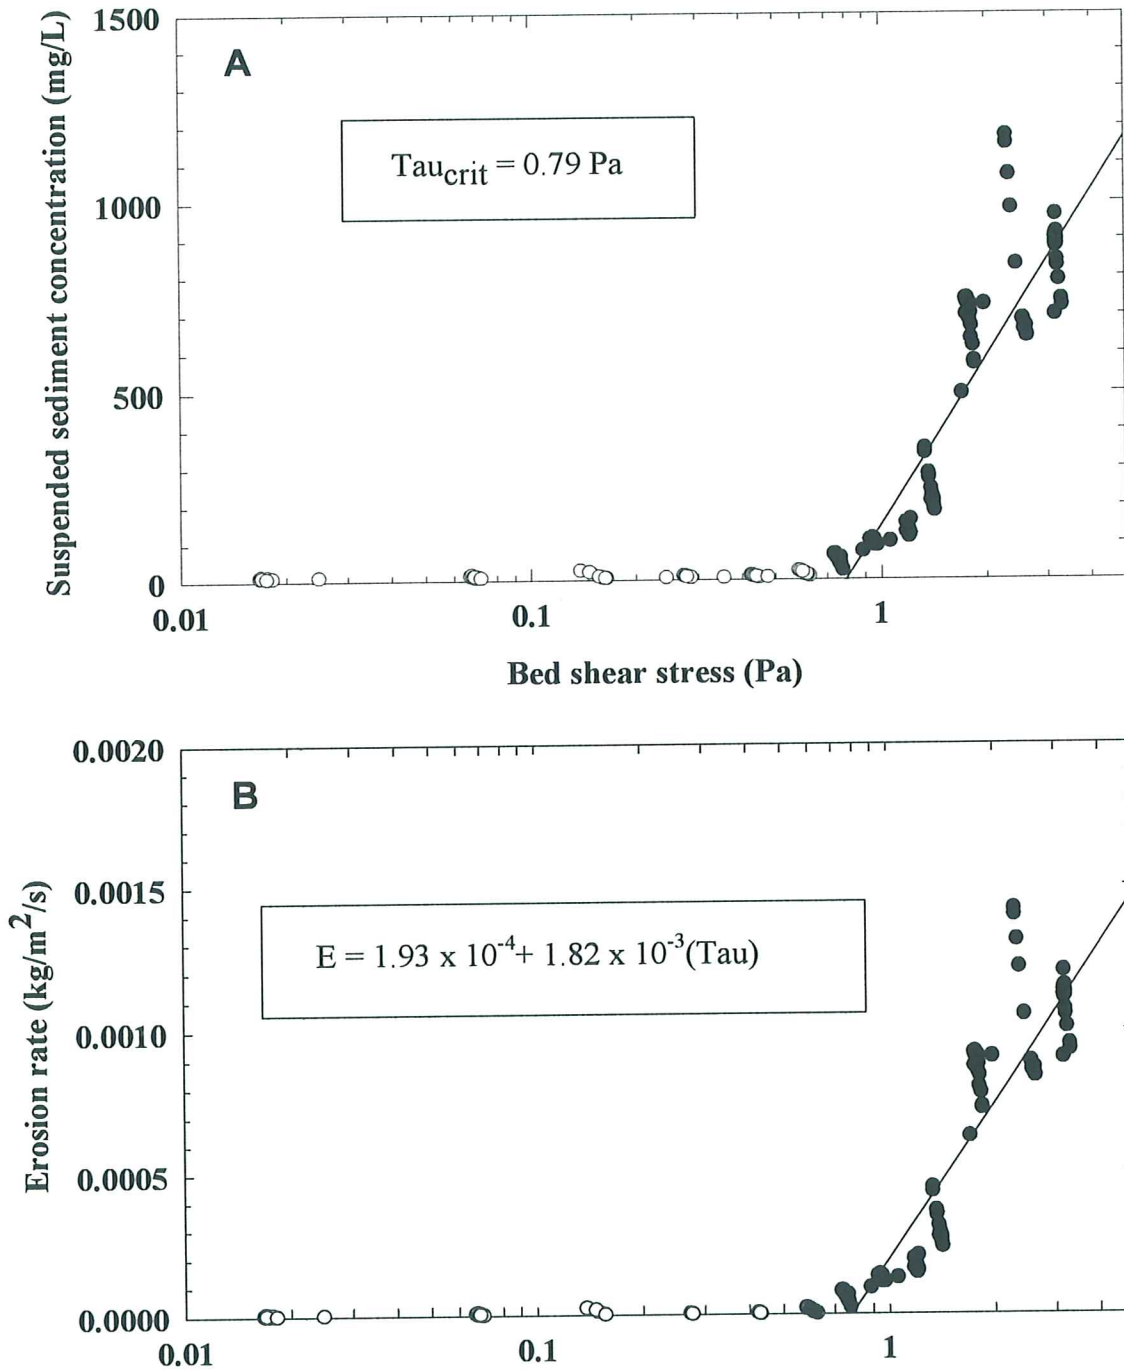 Suspended sediment concentration (mg/L)
1500
1000
500
0
A
Tau_crit = 0.79 Pa
0.01
0.1
1
Bed shear stress (Pa)
Erosion rate (kg/m²/s)
0.0020
0.0015
0.0010
0.0005
0.0000
B
E = 1.93 x 10⁻⁴+ 1.82 x 10⁻³(Tau)
0.01
0.1
1